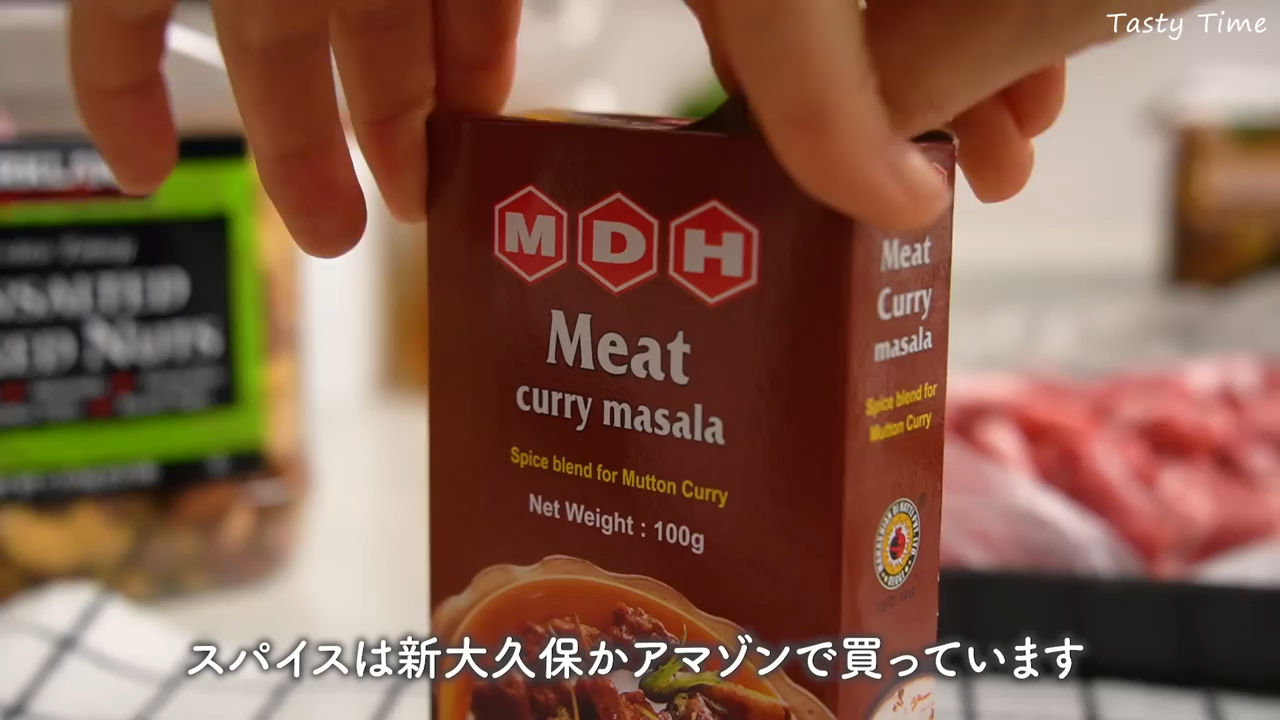 Tasty Time
MDH
Meat
curry masala
Spice blend for Mutton Curry
Net Weight : 100g
Meat
Curry
masala
Spice blend for
Mutton Curry
スパイスは新大久保かアマゾンで買っています